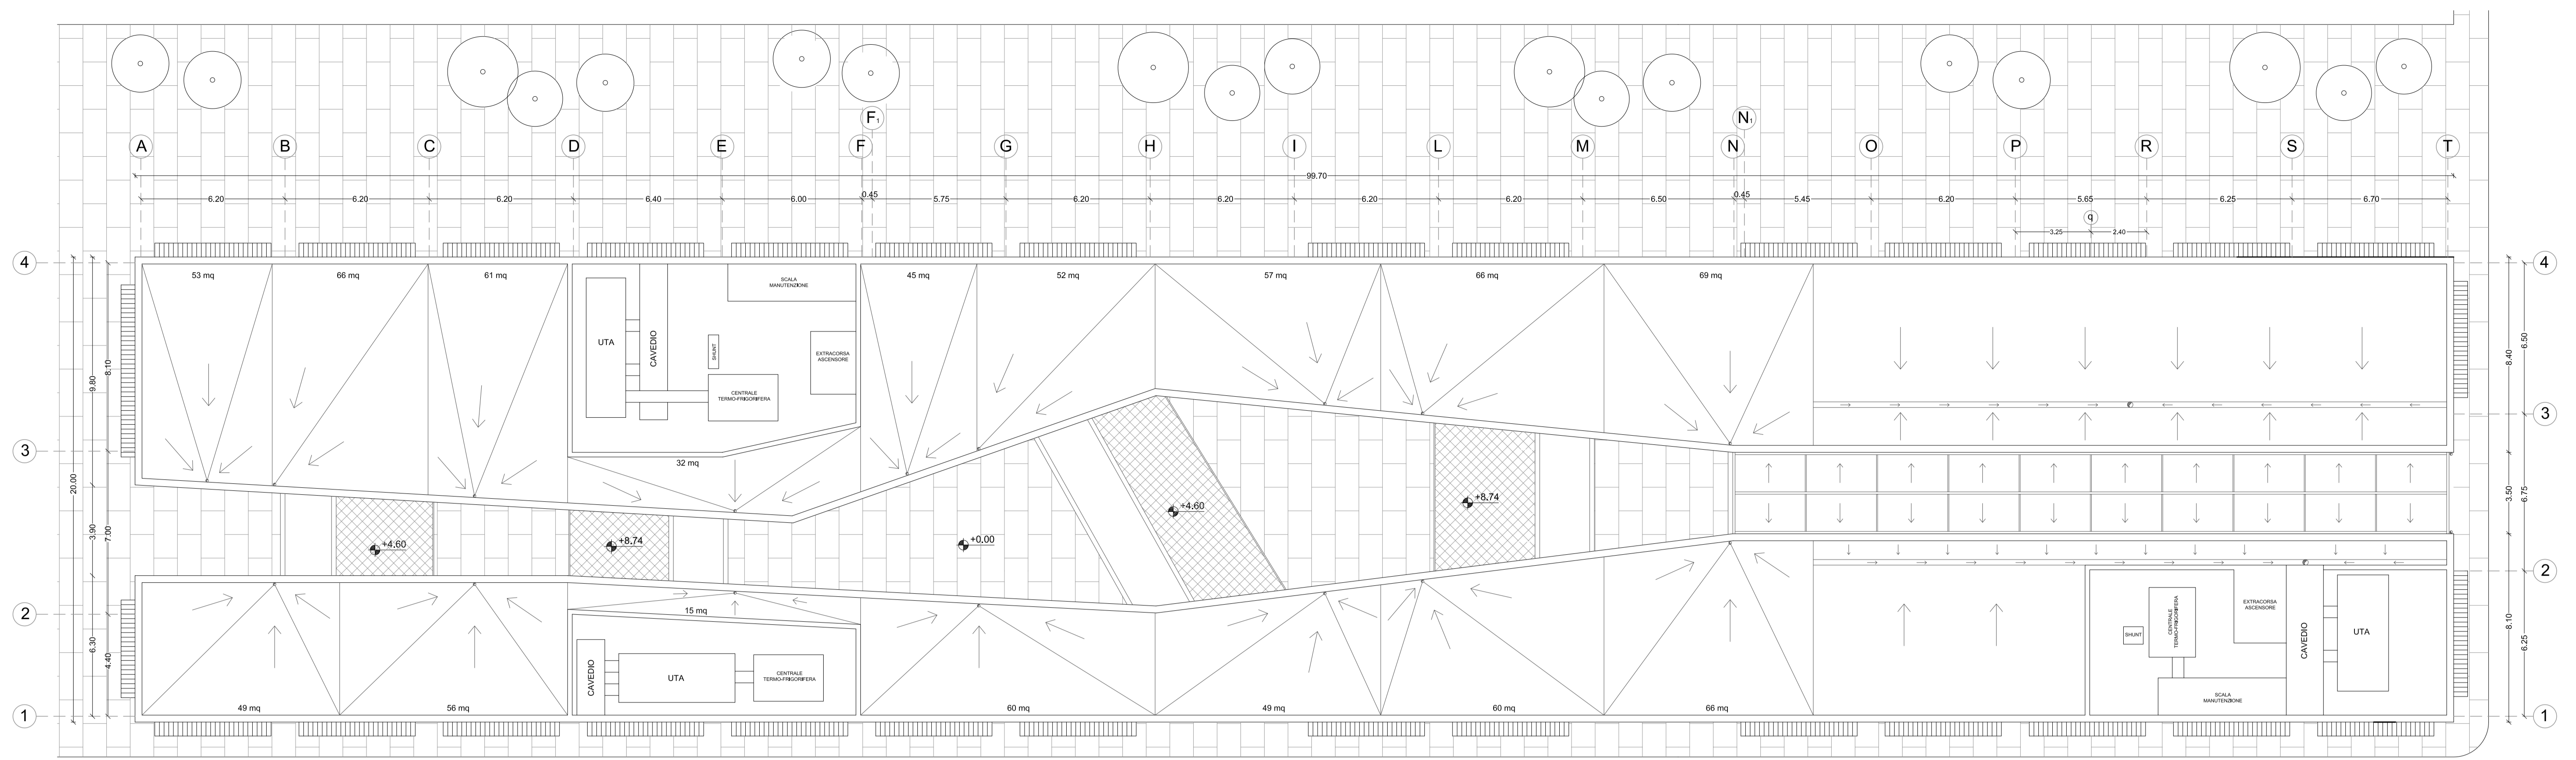 F1
N1
A B C D E F G H I L M N O P R S T
99.70
6.20 6.20 6.20 6.40 6.00 0.45 5.75 6.20 6.20 6.20 6.20 6.50 0.45 5.45 6.20 5.65 6.25 6.70
q
3.25 2.40
4 4
53 mq 66 mq 61 mq 45 mq 52 mq 57 mq 66 mq 69 mq
SCALA
MANUTENZIONE
UTA
CAVEDIO
SHUNT
EXTRACORSA
ASCENSORE
CENTRALE
TERMO-FRIGORIFERA
8.10
9.80
20.00
8.40
6.50
3 3
32 mq
+4.60
+8.74
+0.00
+4.60
+8.74
3.90
7.00
3.50
6.75
2 2
15 mq
6.30
4.40
8.10
6.25
CAVEDIO
UTA
CENTRALE
TERMO-FRIGORIFERA
SHUNT
CENTRALE
TERMO-FRIGORIFERA
EXTRACORSA
ASCENSORE
CAVEDIO
UTA
SCALA
MANUTENZIONE
49 mq 56 mq 60 mq 49 mq 60 mq 66 mq
1 1